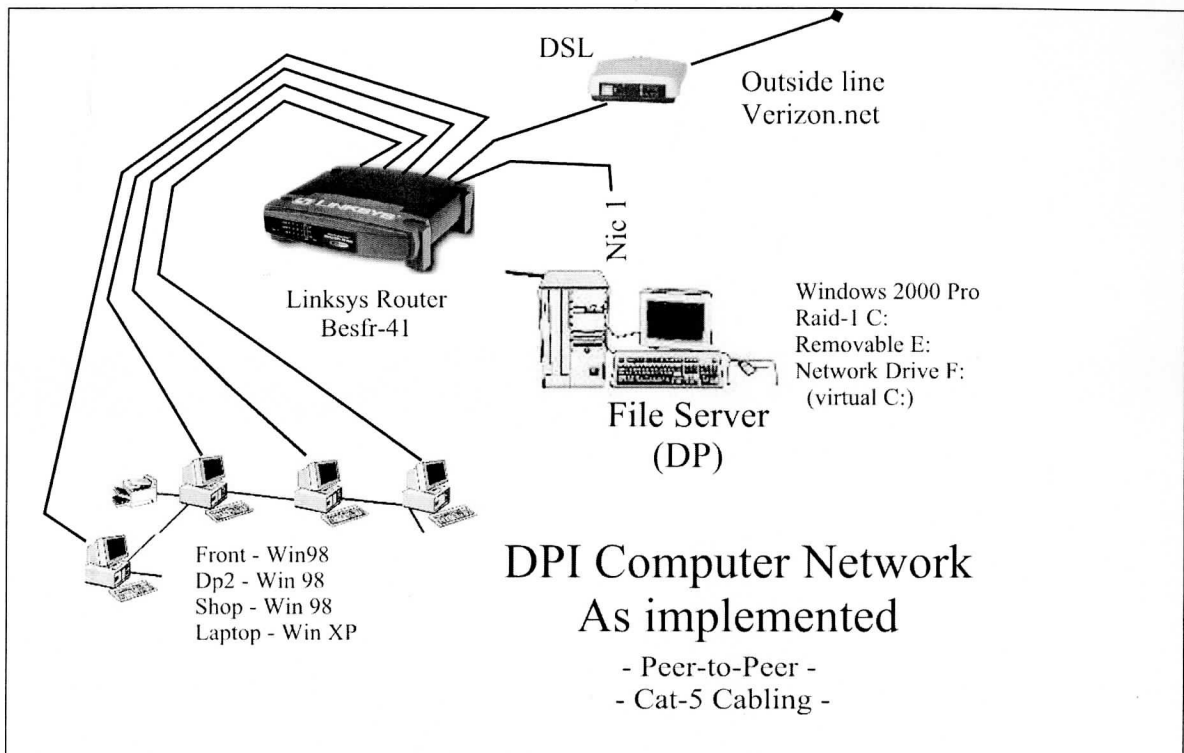 DSL
Outside line
Verizon.net
LINKSYS
Nic 1
Linksys Router
Besfr-41
Windows 2000 Pro
Raid-1 C:
Removable E:
Network Drive F:
(virtual C:)
File Server
(DP)
Front - Win98
Dp2 - Win 98
Shop - Win 98
Laptop - Win XP
DPI Computer Network
As implemented
- Peer-to-Peer -
- Cat-5 Cabling -